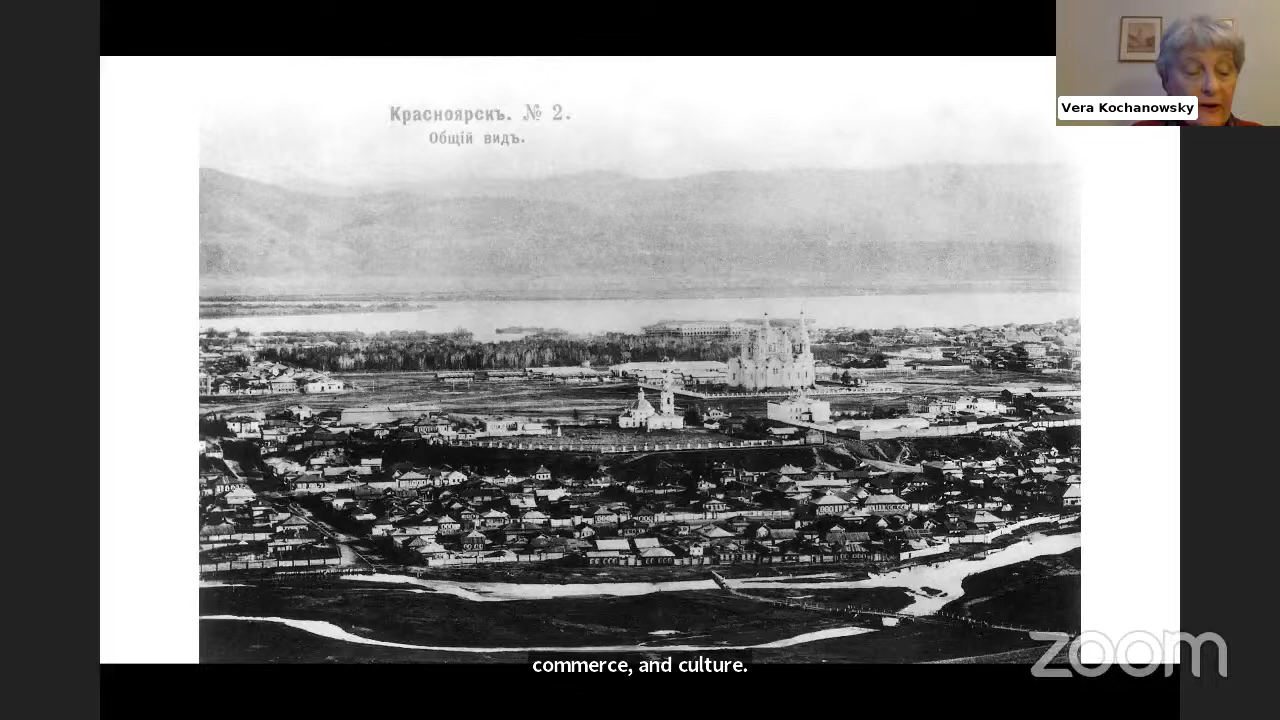 Красноярскъ. № 2.
Общій видъ.
Vera Kochanowsky
commerce, and culture.
zoom